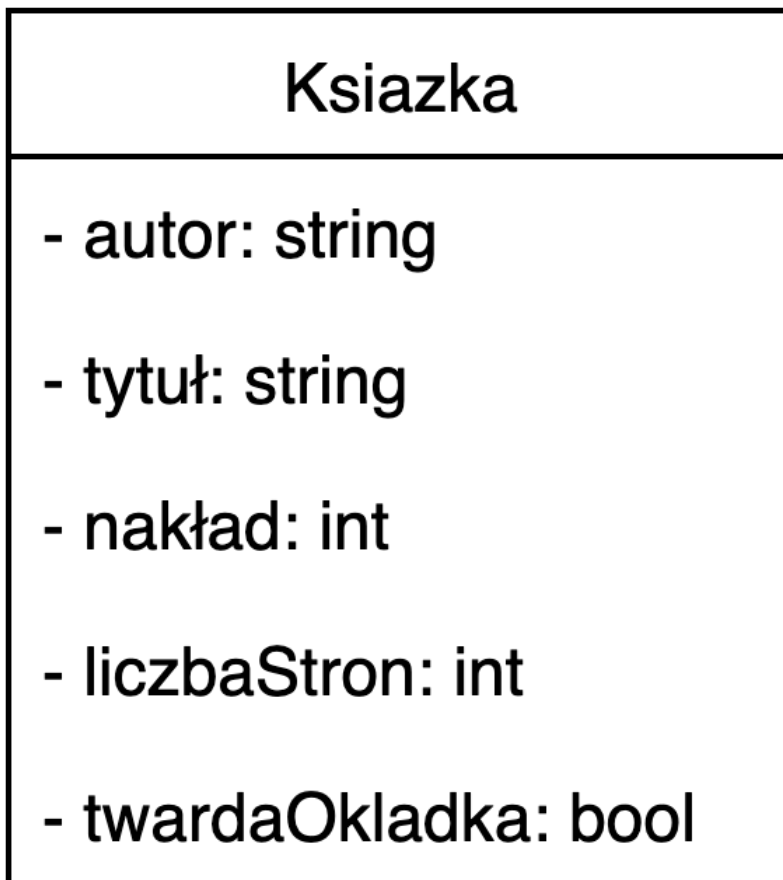 Ksiazka
- autor: string
- tytuł: string
- nakład: int
- liczbaStron: int
- twardaOkladka: bool